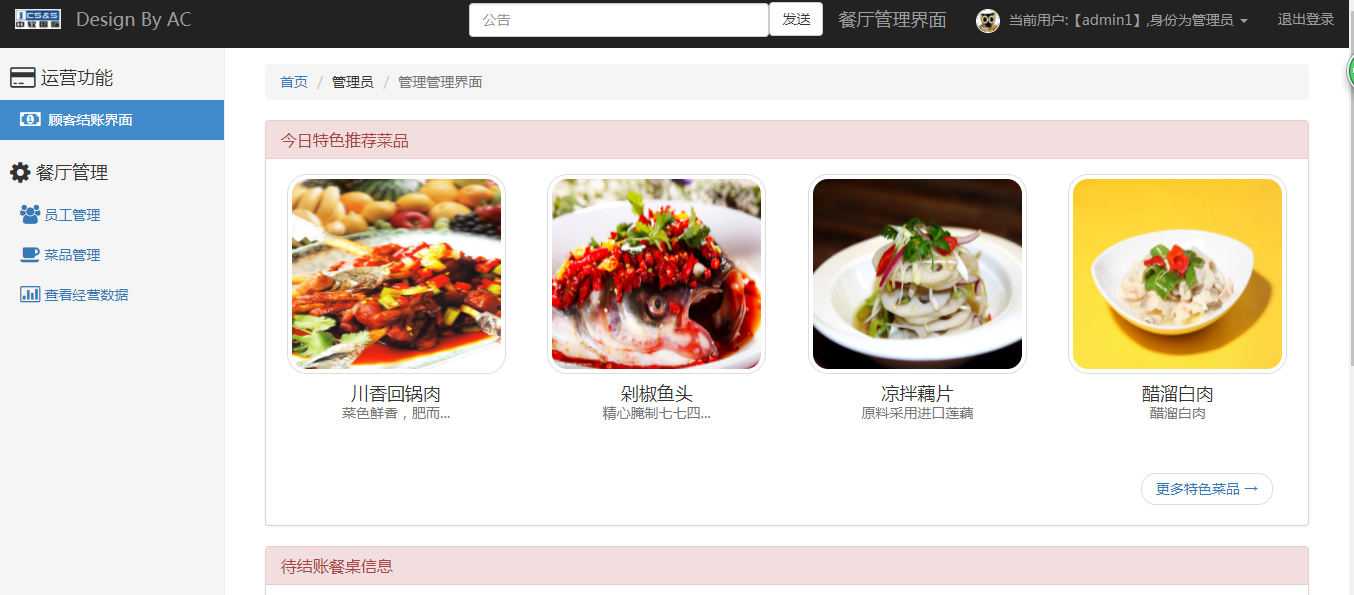 CS&S
中软国际
Design By AC
公告
发送
餐厅管理界面
当前用户:【admin1】,身份为管理员
退出登录
运营功能
顾客结账界面
餐厅管理
员工管理
菜品管理
查看经营数据
首页 / 管理员 / 管理管理界面
今日特色推荐菜品
川香回锅肉
菜色鲜香，肥而...
剁椒鱼头
精心腌制七七四...
凉拌藕片
原料采用进口莲藕
醋溜白肉
醋溜白肉
更多特色菜品 →
待结账餐桌信息